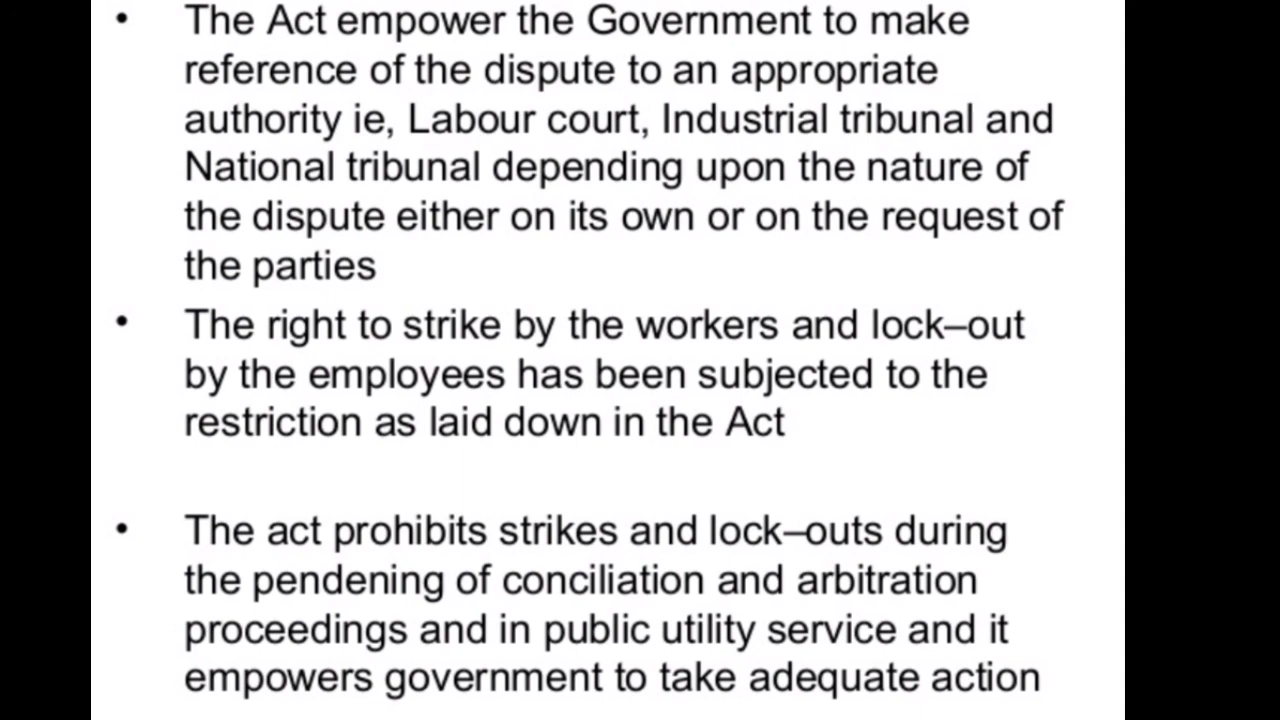 • The Act empower the Government to make
reference of the dispute to an appropriate
authority ie, Labour court, Industrial tribunal and
National tribunal depending upon the nature of
the dispute either on its own or on the request of
the parties
• The right to strike by the workers and lock–out
by the employees has been subjected to the
restriction as laid down in the Act
• The act prohibits strikes and lock–outs during
the pendening of conciliation and arbitration
proceedings and in public utility service and it
empowers government to take adequate action